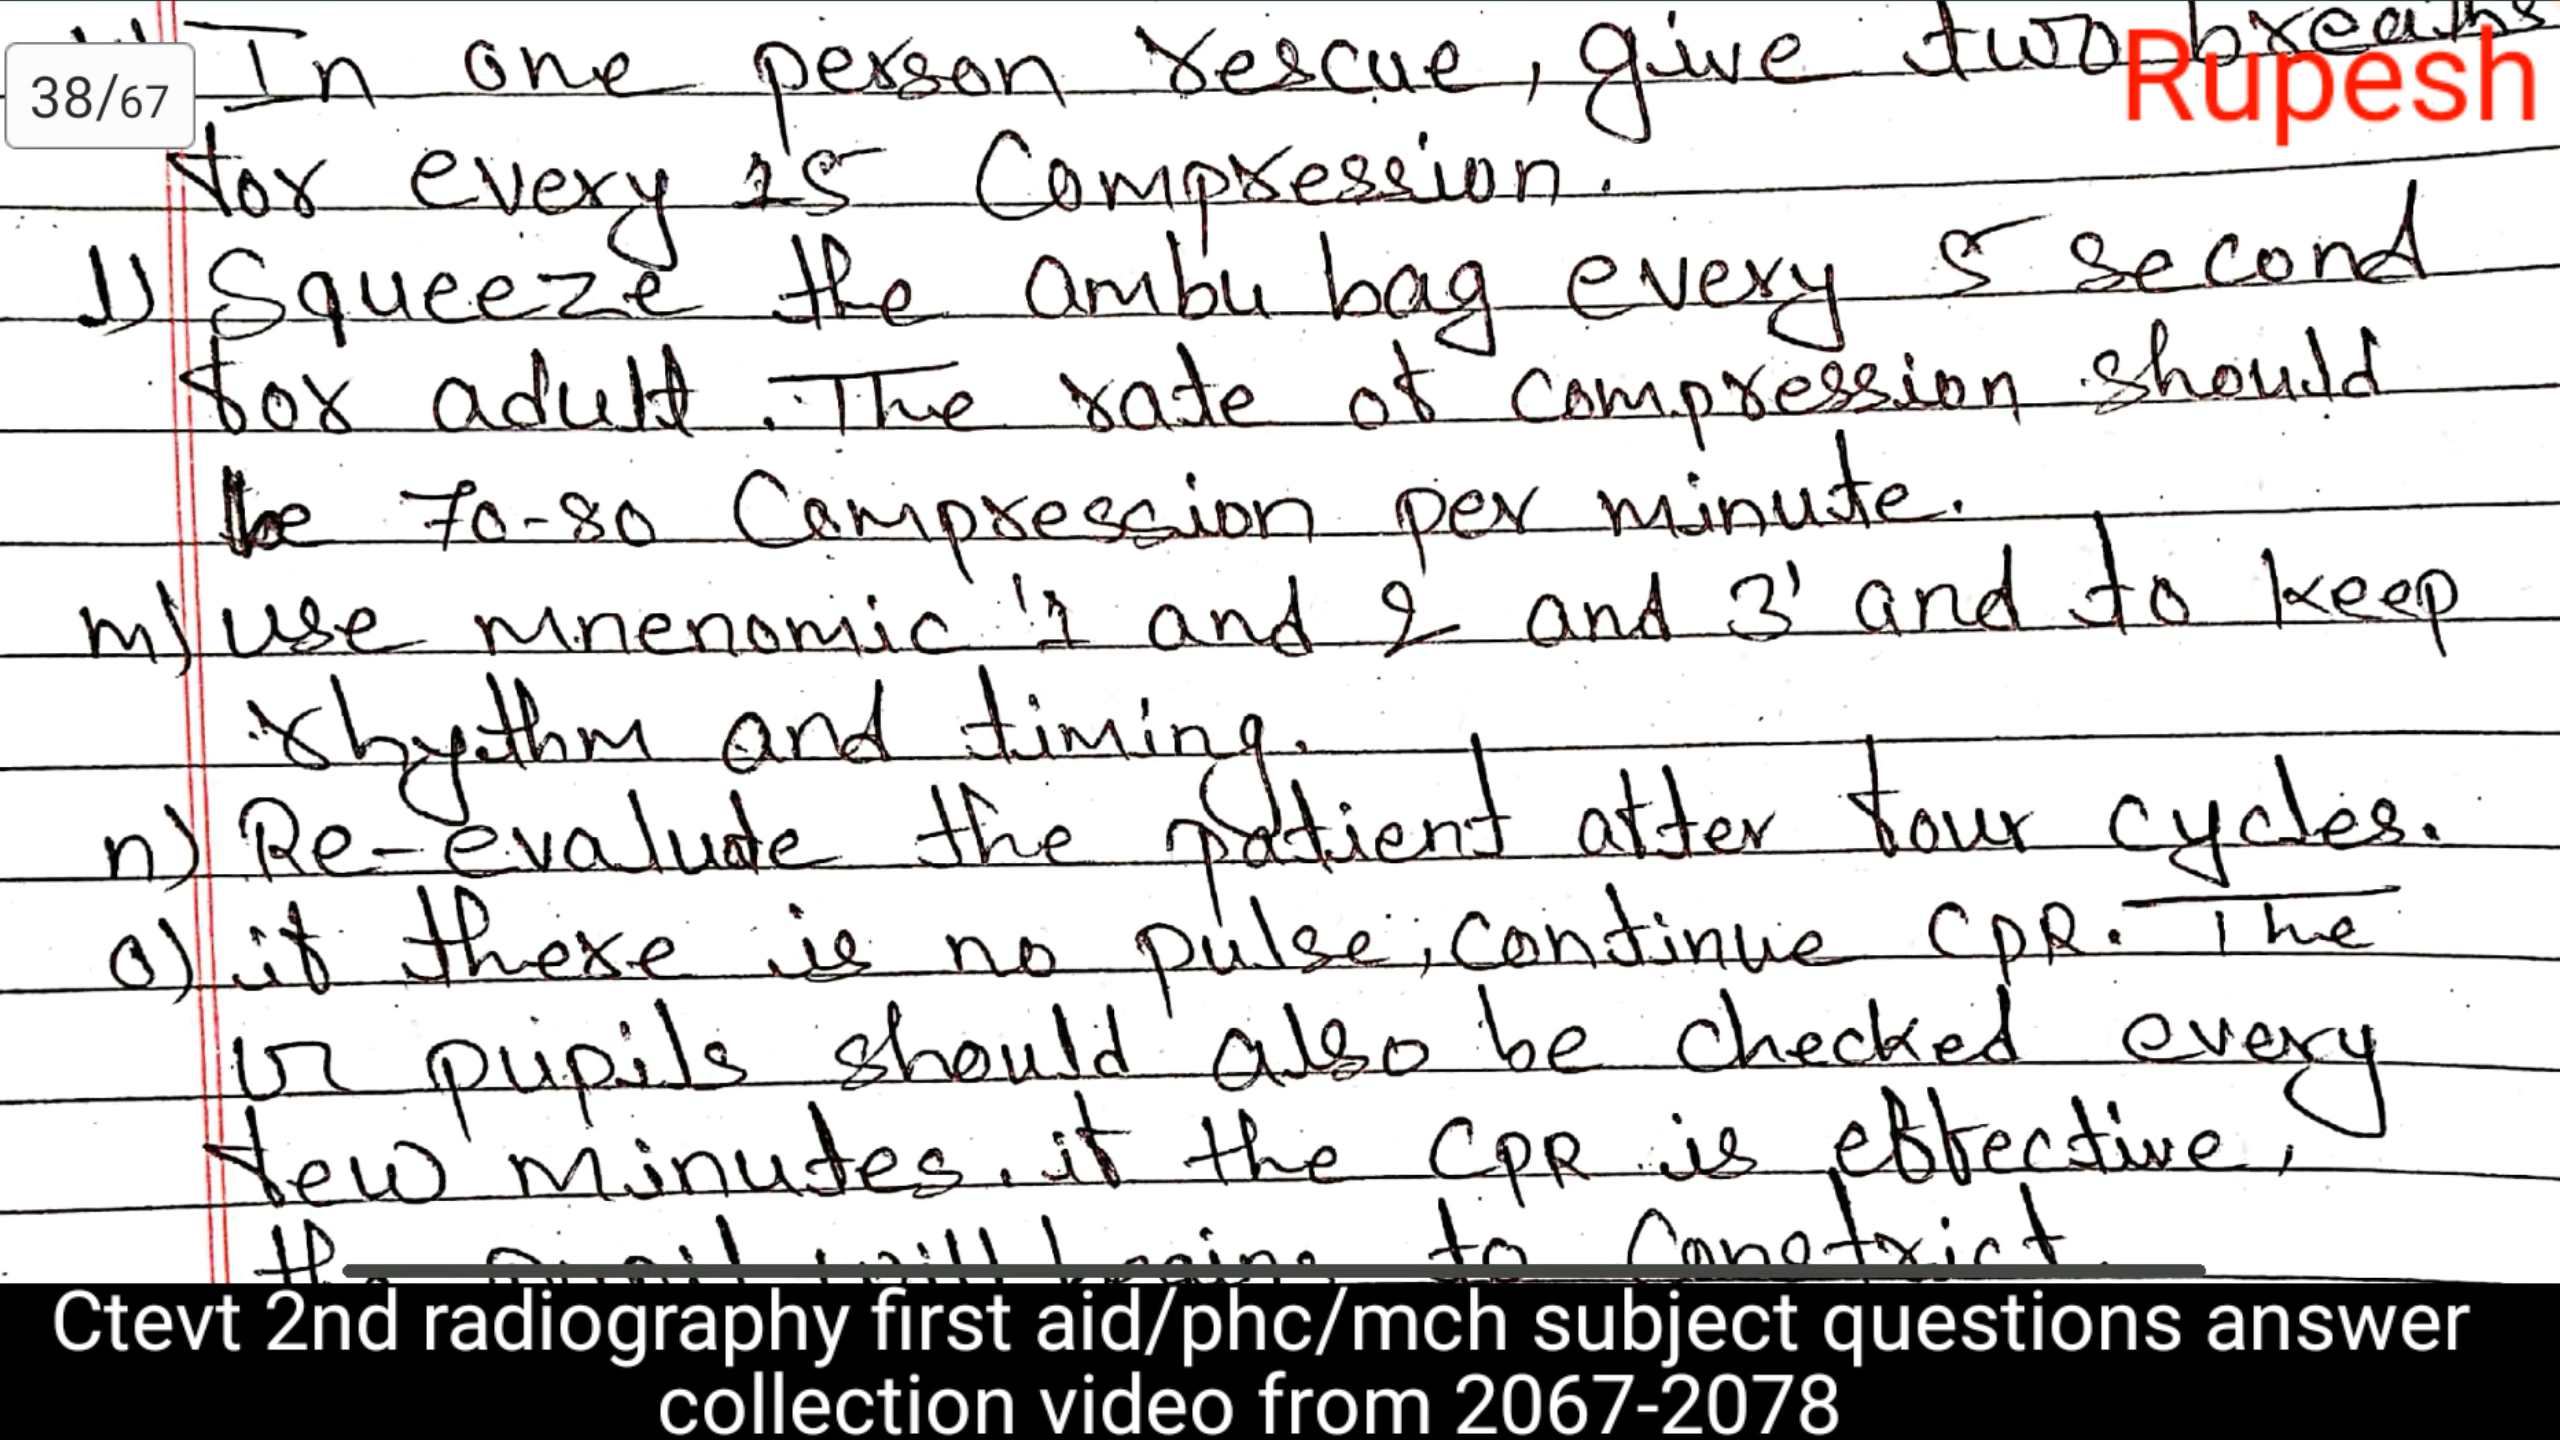 38/67
In one person rescue, give two breaths
Rupesh
for every 15 Compression.
l) Squeeze the ambu bag every 5 second
for adult. The rate of compression should
be 70-80 Compression per minute.
m) use mnenomic '1 and 2 and 3' and to keep
rhythm and timing.
n) Re-evalute the patient after four cycles.
o) if there is no pulse, continue CPR. The
pupils should also be checked every
few minutes. if the CPR is effective,
to Constrict.
Ctevt 2nd radiography first aid/phc/mch subject questions answer
collection video from 2067-2078